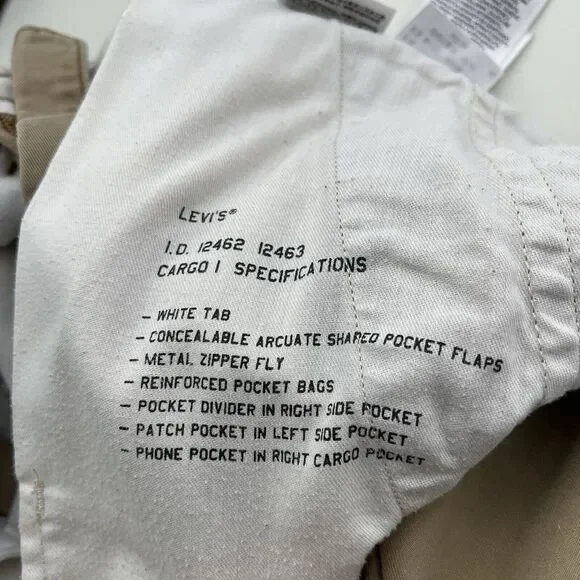 LEVI'S®
I.D. 12462 12463
CARGO I SPECIFICATIONS
– WHITE TAB
– CONCEALABLE ARCUATE SHARED POCKET FLAPS
– METAL ZIPPER FLY
– REINFORCED POCKET BAGS
– POCKET DIVIDER IN RIGHT SIDE POCKET
– PATCH POCKET IN LEFT SIDE POCKET
– PHONE POCKET IN RIGHT CARGO POCKET